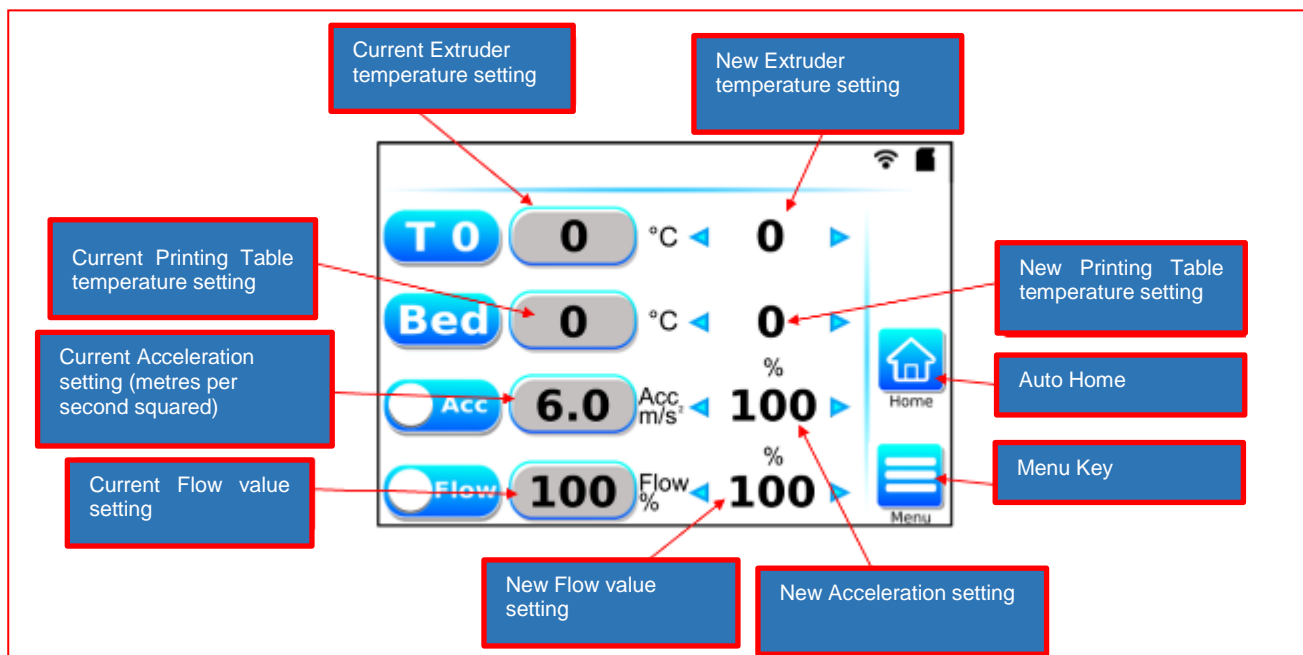 Current Extruder
temperature setting
New Extruder
temperature setting
T 0
0
°C
0
Current Printing Table
temperature setting
New Printing Table
temperature setting
Bed
0
°C
0
Current Acceleration
setting (metres per
second squared)
Acc
6.0
Acc
m/s²
%
100
Home
Auto Home
Current Flow value
setting
Flow
100
Flow
%
%
100
Menu
Menu Key
New Flow value
setting
New Acceleration setting